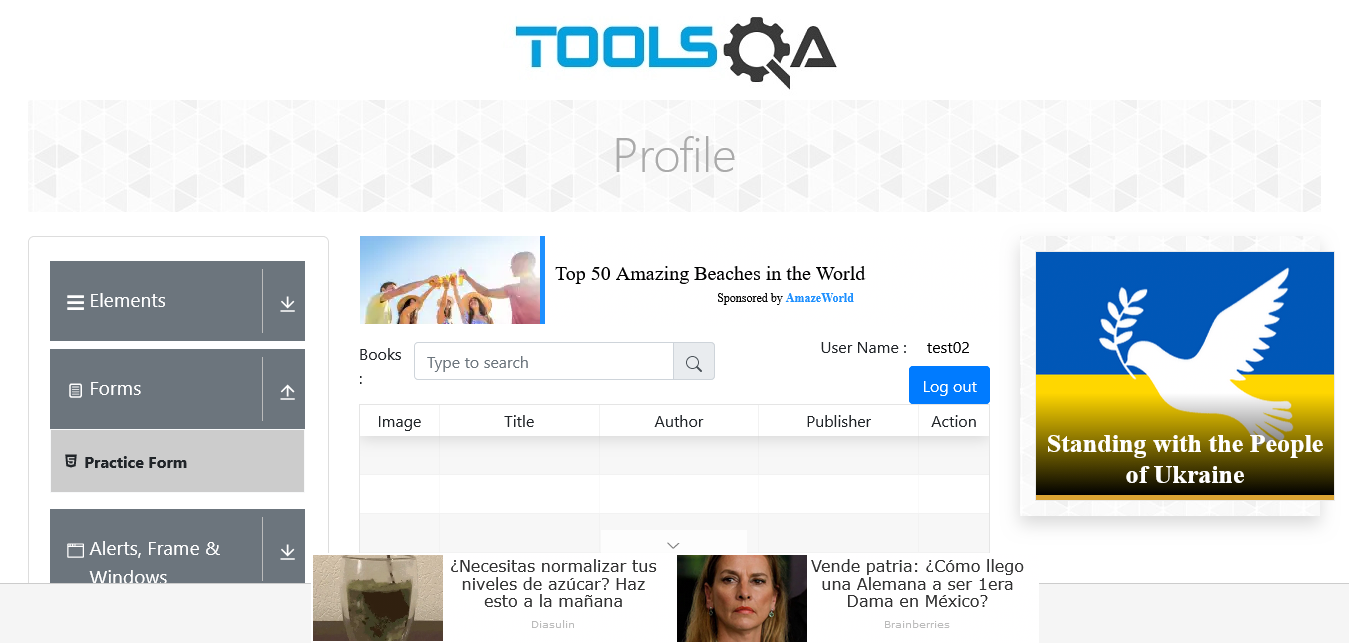 TOOLSQA
Profile
Elements
Forms
Practice Form
Alerts, Frame &
Windows
Top 50 Amazing Beaches in the World
Sponsored by AmazeWorld
Books
:
Type to search
User Name :
test02
Log out
Image
Title
Author
Publisher
Action
Standing with the People
of Ukraine
¿Necesitas normalizar tus
niveles de azúcar? Haz
esto a la mañana
Diasulin
Vende patria: ¿Cómo llego
una Alemana a ser 1era
Dama en México?
Brainberries